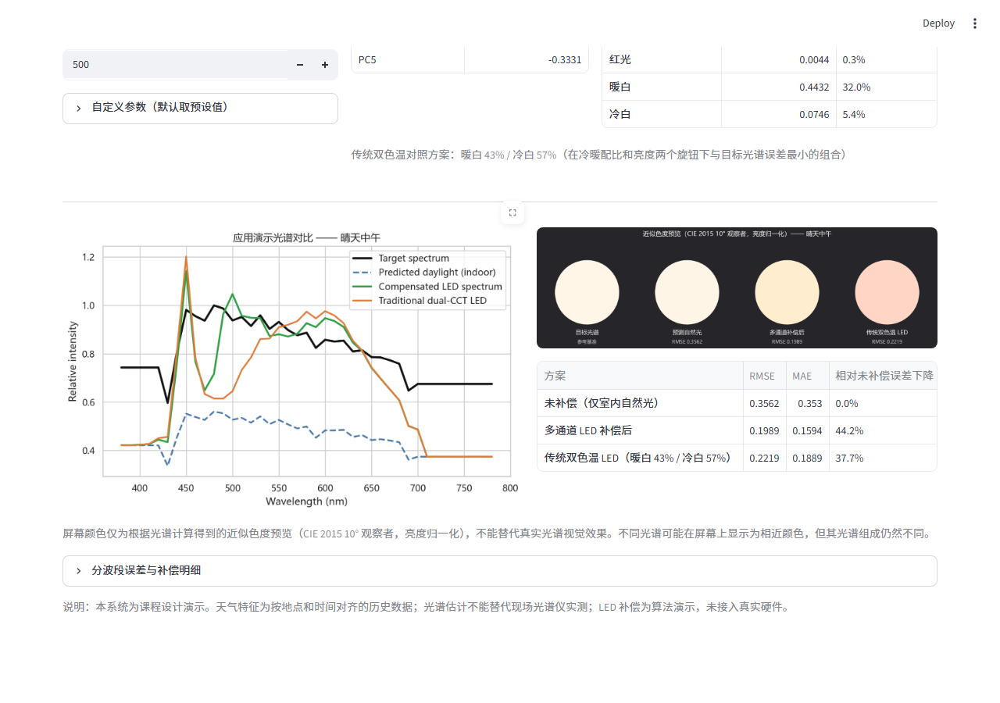 Deploy
500
自定义参数（默认取预设值）
PC5 -0.3331
红光 0.0044 0.3%
暖白 0.4432 32.0%
冷白 0.0746 5.4%
传统双色温对照方案：暖白 43% / 冷白 57%（在冷暖配比和亮度两个旋钮下与目标光谱误差最小的组合）
应用演示光谱对比 —— 晴天中午
Target spectrum
Predicted daylight (indoor)
Compensated LED spectrum
Traditional dual-CCT LED
1.2
1.0
0.8
0.6
0.4
Relative intensity
400 450 500 550 600 650 700 750 800
Wavelength (nm)
近似色度预览（CIE 2015 10° 观察者，亮度归一化）—— 晴天中午
目标光谱 预测自然光 多通道补偿后 传统双色温 LED
参考基准 RMSE 0.3562 RMSE 0.1989 RMSE 0.2219
方案 RMSE MAE 相对未补偿误差下降
未补偿（仅室内自然光） 0.3562 0.353 0.0%
多通道 LED 补偿后 0.1989 0.1594 44.2%
传统双色温 LED（暖白 43% / 冷白 57%） 0.2219 0.1889 37.7%
屏幕颜色仅为根据光谱计算得到的近似色度预览（CIE 2015 10° 观察者，亮度归一化），不能替代真实光谱视觉效果。不同光谱可能在屏幕上显示为相近颜色，但其光谱组成仍然不同。
分波段误差与补偿明细
说明：本系统为课程设计演示。天气特征为按地点和时间对齐的历史数据；光谱估计不能替代现场光谱仪实测；LED 补偿为算法演示，未接入真实硬件。